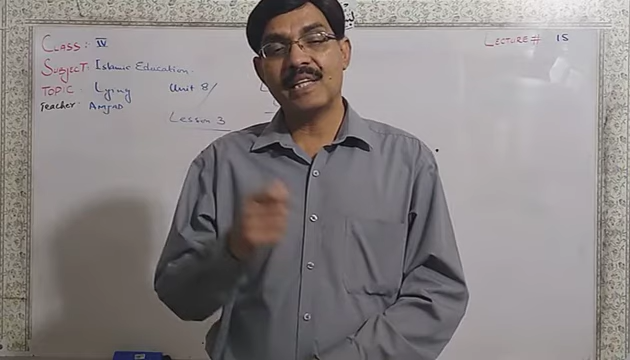 CLASS: IV
LECTURE# 15
SUBJECT: Islamic Education.
TOPIC: Lying
Unit 8/
Teacher: AMJAD
Lesson 3